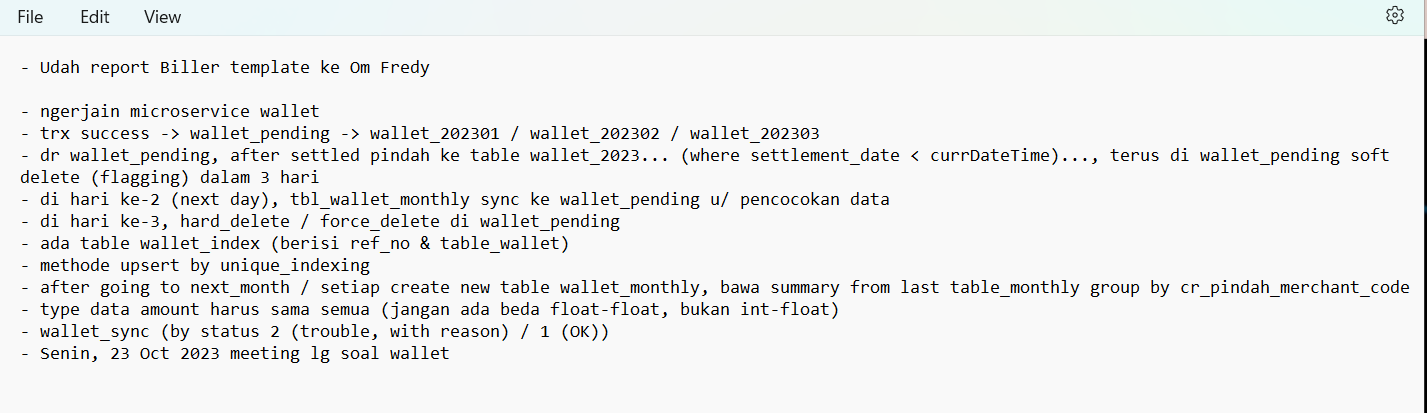 File Edit View
- Udah report Biller template ke Om Fredy
- ngerjain microservice wallet
- trx success -> wallet_pending -> wallet_202301 / wallet_202302 / wallet_202303
- dr wallet_pending, after settled pindah ke table wallet_2023... (where settlement_date < currDateTime)..., terus di wallet_pending soft
delete (flagging) dalam 3 hari
- di hari ke-2 (next day), tbl_wallet_monthly sync ke wallet_pending u/ pencocokan data
- di hari ke-3, hard_delete / force_delete di wallet_pending
- ada table wallet_index (berisi ref_no & table_wallet)
- methode upsert by unique_indexing
- after going to next_month / setiap create new table wallet_monthly, bawa summary from last table_monthly group by cr_pindah_merchant_code
- type data amount harus sama semua (jangan ada beda float-float, bukan int-float)
- wallet_sync (by status 2 (trouble, with reason) / 1 (OK))
- Senin, 23 Oct 2023 meeting lg soal wallet